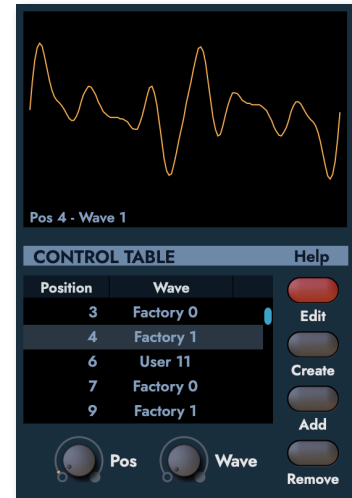 Pos 4 - Wave 1
CONTROL TABLE Help
Position Wave
3 Factory 0
4 Factory 1
6 User 11
7 Factory 0
9 Factory 1
Edit
Create
Add
Remove
Pos Wave